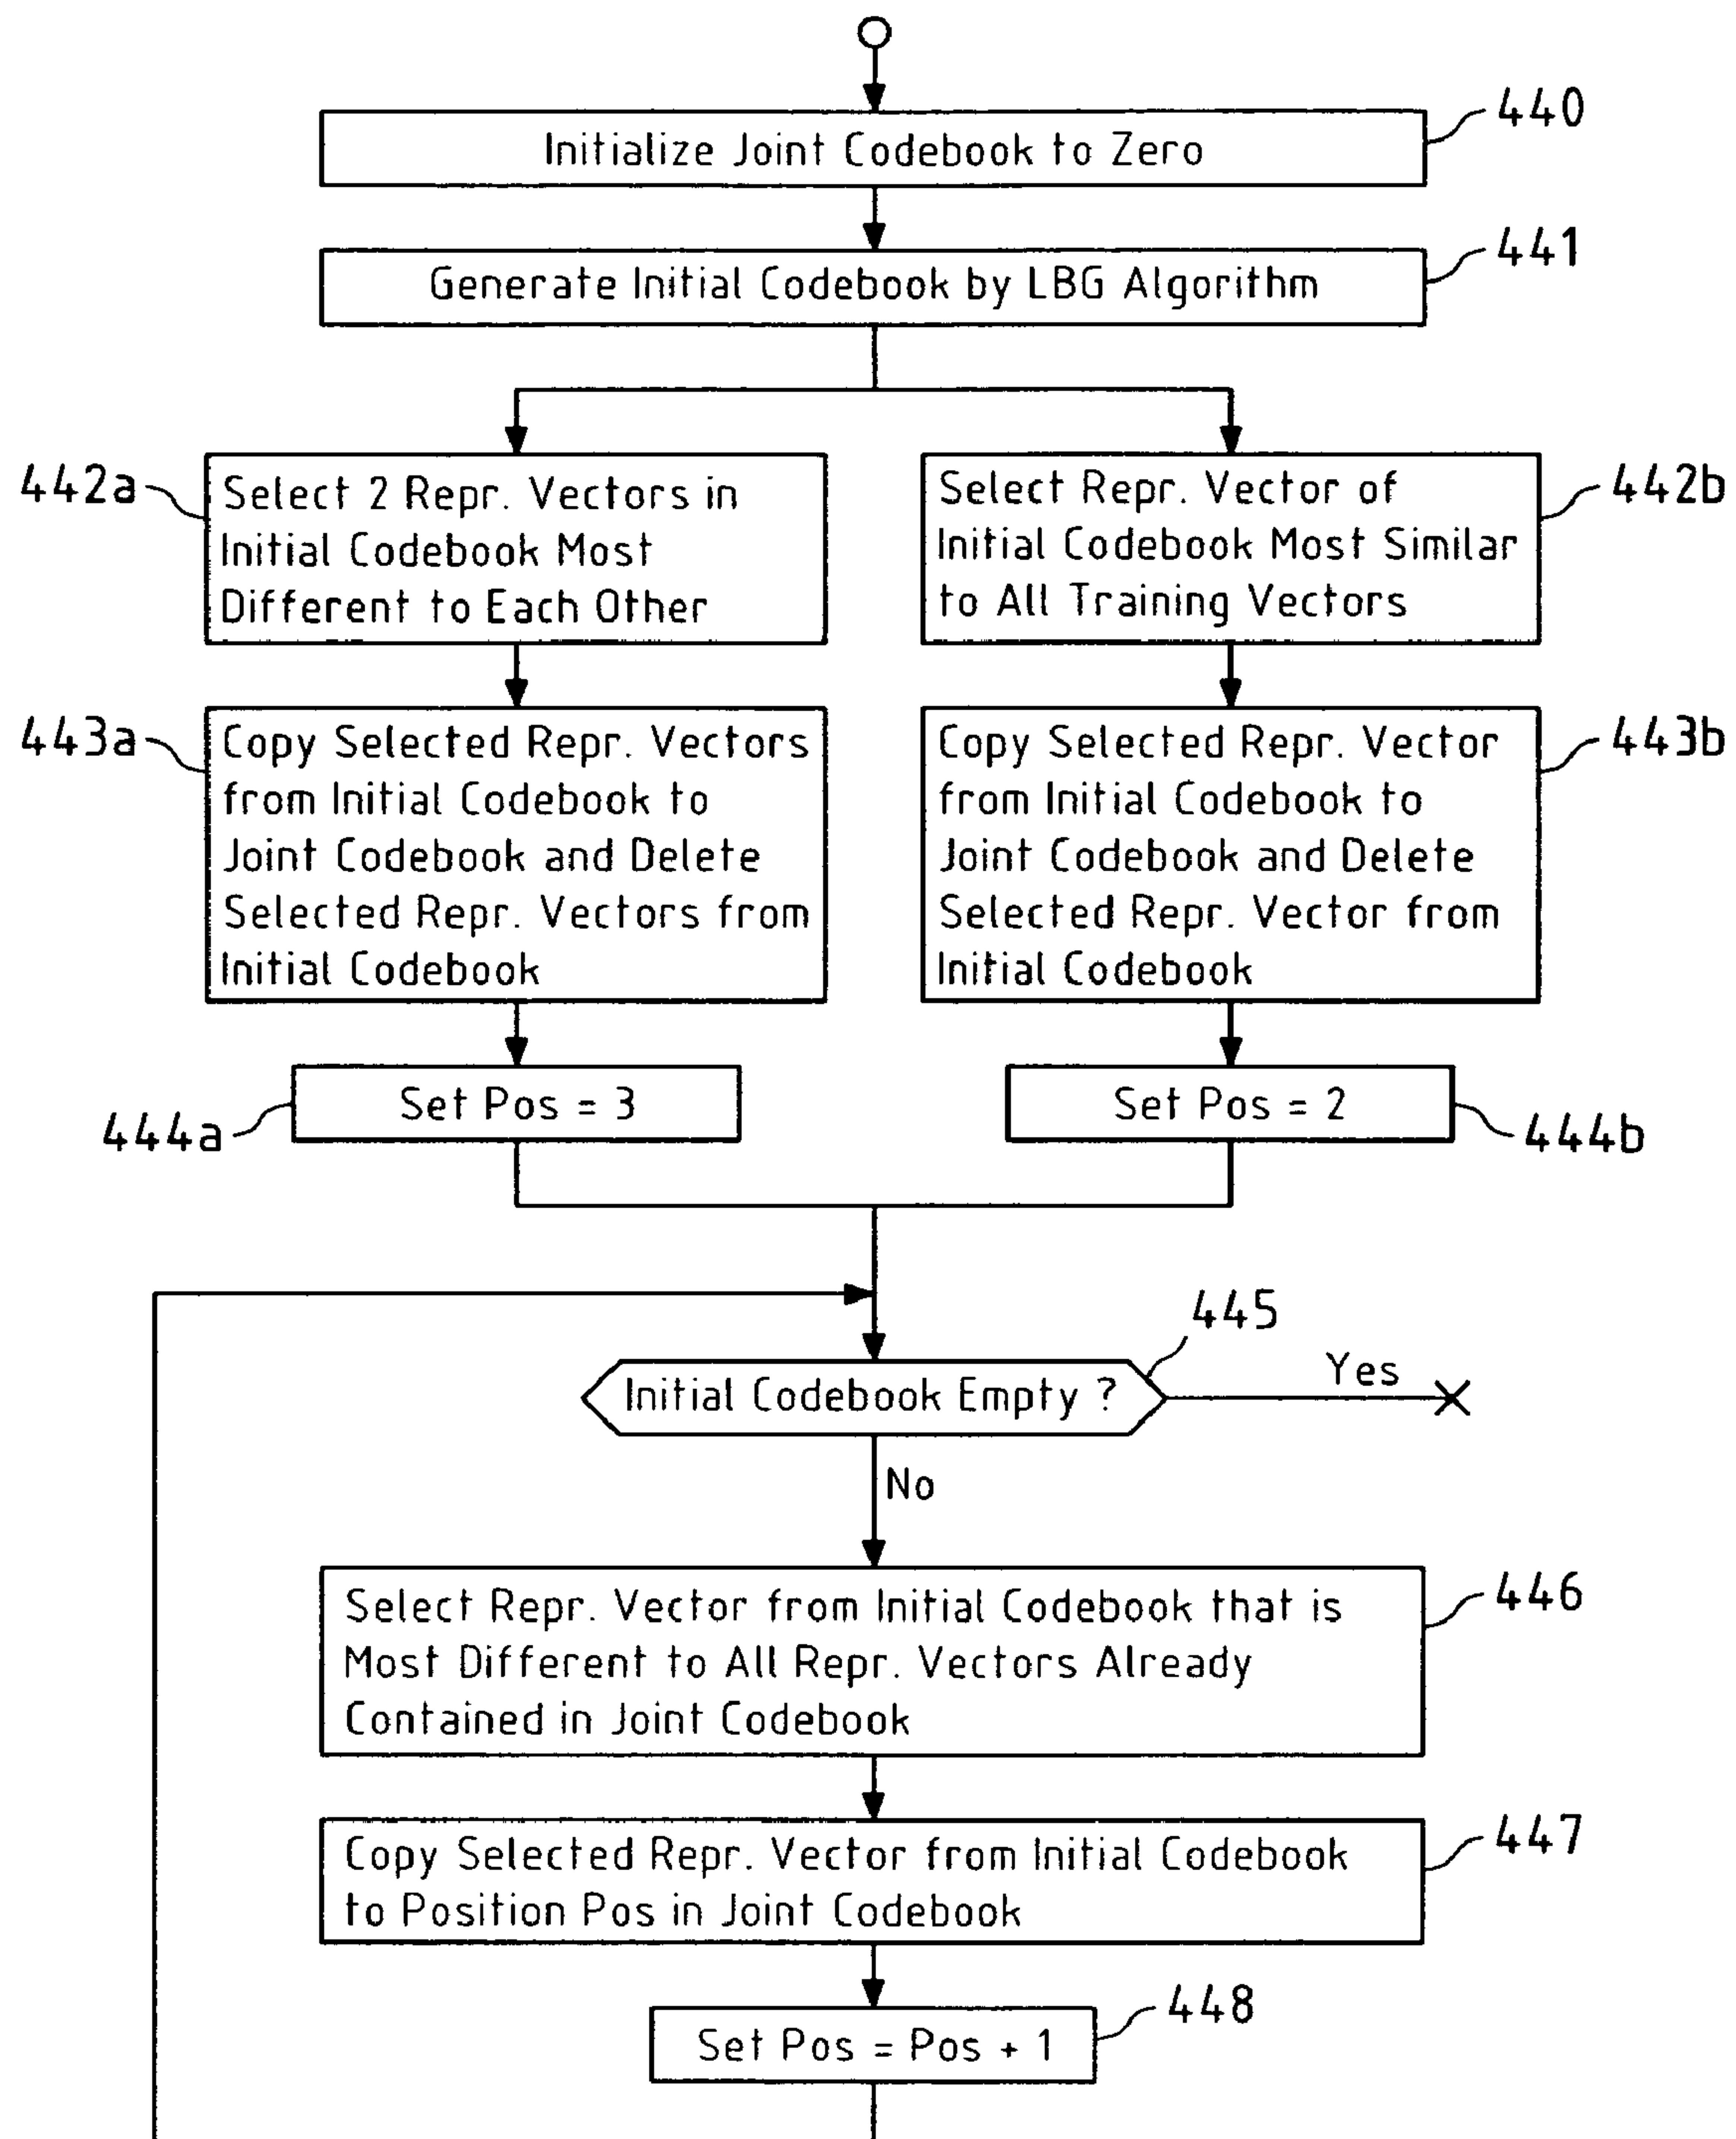 440
Initialize Joint Codebook to Zero
441
Generate Initial Codebook by LBG Algorithm
442a
Select 2 Repr. Vectors in
Initial Codebook Most
Different to Each Other
442b
Select Repr. Vector of
Initial Codebook Most Similar
to All Training Vectors
443a
Copy Selected Repr. Vectors
from Initial Codebook to
Joint Codebook and Delete
Selected Repr. Vectors from
Initial Codebook
443b
Copy Selected Repr. Vector
from Initial Codebook to
Joint Codebook and Delete
Selected Repr. Vector from
Initial Codebook
444a
Set Pos = 3
Set Pos = 2
444b
445
Initial Codebook Empty ?
Yes
No
446
Select Repr. Vector from Initial Codebook that is
Most Different to All Repr. Vectors Already
Contained in Joint Codebook
447
Copy Selected Repr. Vector from Initial Codebook
to Position Pos in Joint Codebook
448
Set Pos = Pos + 1